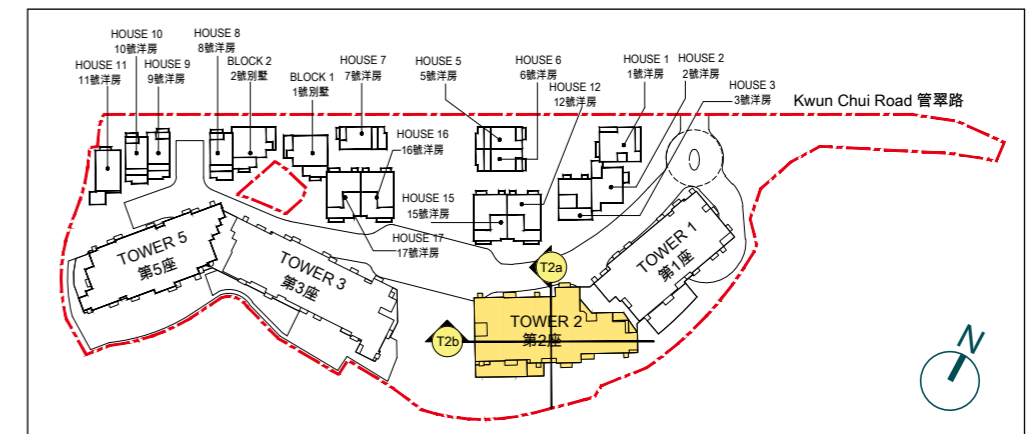 HOUSE 10
10號洋房
HOUSE 8
8號洋房
HOUSE 11
11號洋房
HOUSE 9
9號洋房
BLOCK 2
2號別墅
BLOCK 1
1號別墅
HOUSE 7
7號洋房
HOUSE 5
5號洋房
HOUSE 6
6號洋房
HOUSE 1
1號洋房
HOUSE 2
2號洋房
HOUSE 3
3號洋房
HOUSE 12
12號洋房
Kwun Chui Road 管翠路
HOUSE 16
16號洋房
HOUSE 15
15號洋房
HOUSE 17
17號洋房
TOWER 5
第5座
TOWER 3
第3座
TOWER 1
第1座
T2a
TOWER 2
第2座
T2b
N